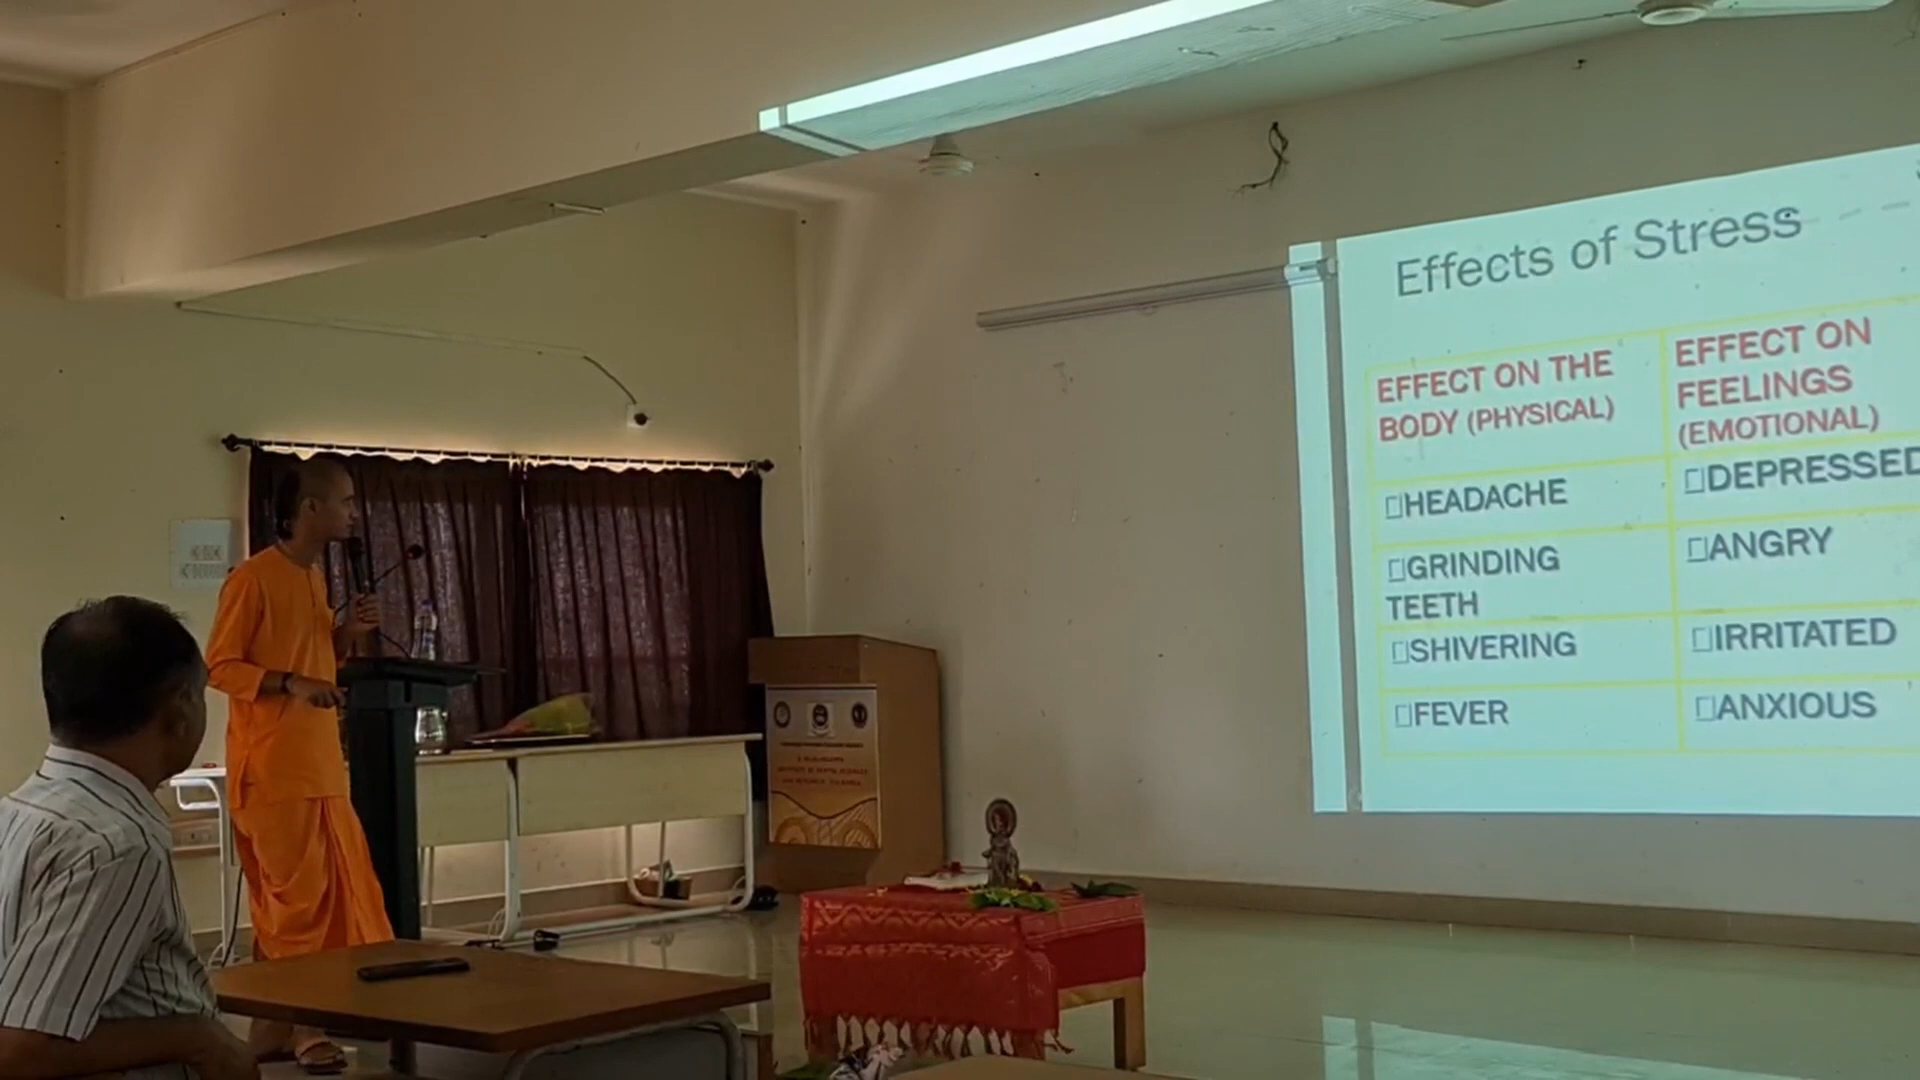 Effects of Stress
EFFECT ON THE
BODY (PHYSICAL)
EFFECT ON
FEELINGS
(EMOTIONAL)
HEADACHE
DEPRESSED
GRINDING
TEETH
ANGRY
SHIVERING
IRRITATED
FEVER
ANXIOUS